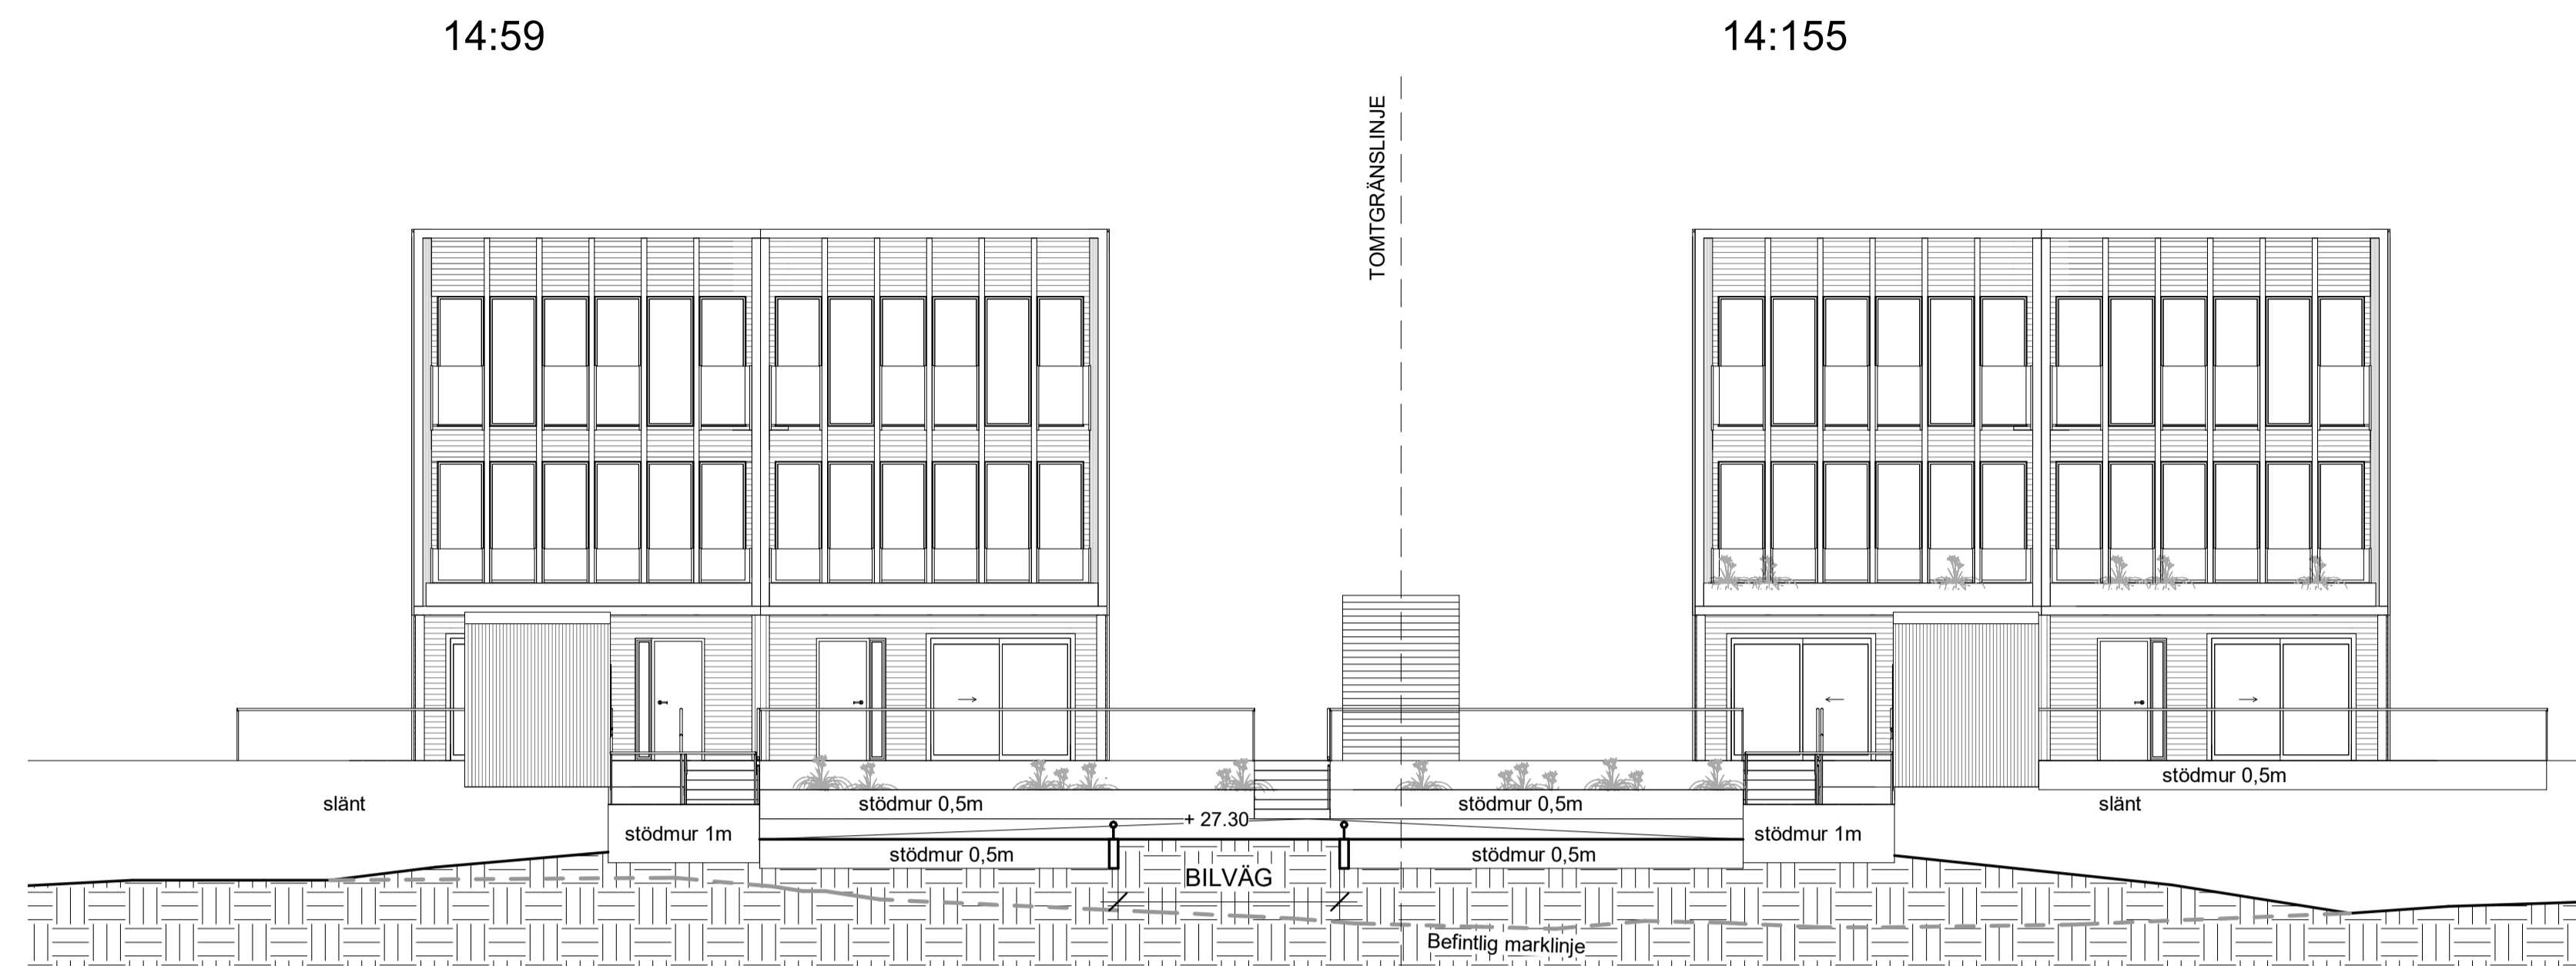 14:59
14:155
TOMTGRÄNSLINJE
stödmur 0,5m
slänt
stödmur 0,5m
stödmur 0,5m
slänt
+ 27.30
stödmur 1m
stödmur 1m
stödmur 0,5m
stödmur 0,5m
BILVÄG
Befintlig marklinje